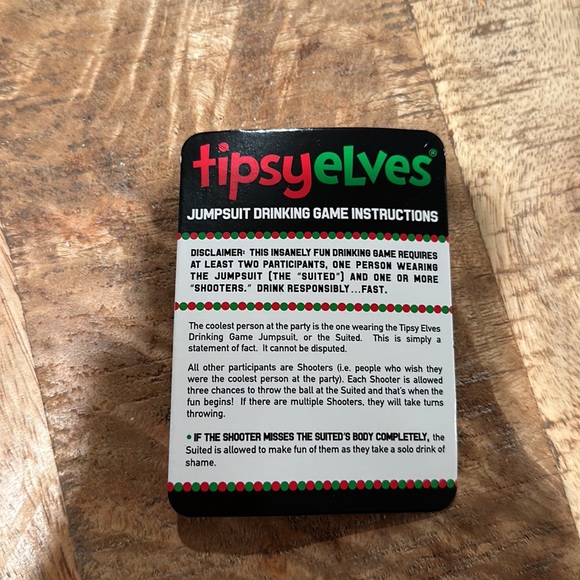 tipsyelves®
JUMPSUIT DRINKING GAME INSTRUCTIONS
DISCLAIMER: THIS INSANELY FUN DRINKING GAME REQUIRES
AT LEAST TWO PARTICIPANTS, ONE PERSON WEARING
THE JUMPSUIT (THE “SUITED”) AND ONE OR MORE
“SHOOTERS.” DRINK RESPONSIBLY...FAST.
The coolest person at the party is the one wearing the Tipsy Elves
Drinking Game Jumpsuit, or the Suited. This is simply a
statement of fact. It cannot be disputed.
All other participants are Shooters (i.e. people who wish they
were the coolest person at the party). Each Shooter is allowed
three chances to throw the ball at the Suited and that's when the
fun begins! If there are multiple Shooters, they will take turns
throwing.
• IF THE SHOOTER MISSES THE SUITED'S BODY COMPLETELY, the
Suited is allowed to make fun of them as they take a solo drink of
shame.